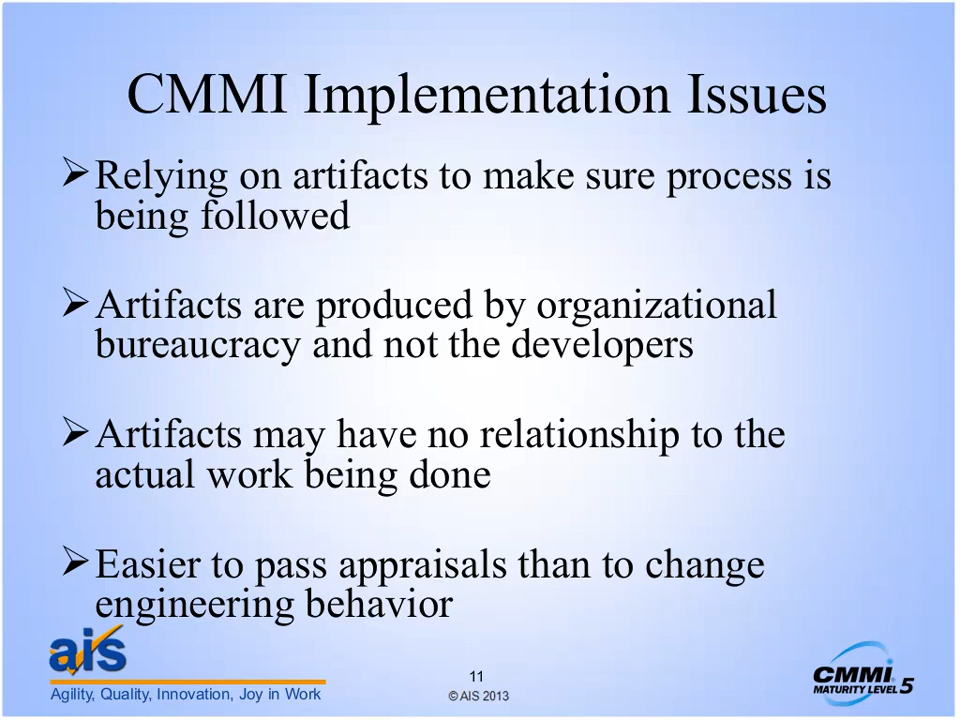 CMMI Implementation Issues
Relying on artifacts to make sure process is
being followed
Artifacts are produced by organizational
bureaucracy and not the developers
Artifacts may have no relationship to the
actual work being done
Easier to pass appraisals than to change
engineering behavior
ais
Agility, Quality, Innovation, Joy in Work
11
© AIS 2013
CMMI
MATURITY LEVEL 5